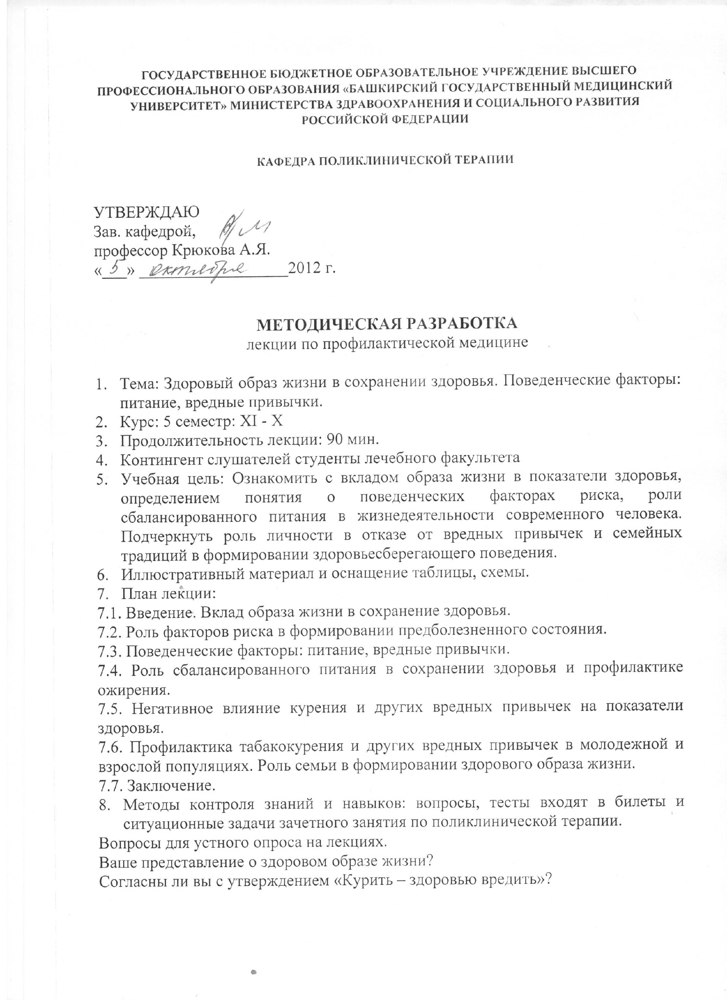 ГОСУДАРСТВЕННОЕ БЮДЖЕТНОЕ ОБРАЗОВАТЕЛЬНОЕ УЧРЕЖДЕНИЕ ВЫСШЕГО
ПРОФЕССИОНАЛЬНОГО ОБРАЗОВАНИЯ «БАШКИРСКИЙ ГОСУДАРСТВЕННЫЙ МЕДИЦИНСКИЙ
УНИВЕРСИТЕТ» МИНИСТЕРСТВА ЗДРАВООХРАНЕНИЯ И СОЦИАЛЬНОГО РАЗВИТИЯ
РОССИЙСКОЙ ФЕДЕРАЦИИ
КАФЕДРА ПОЛИКЛИНИЧЕСКОЙ ТЕРАПИИ
УТВЕРЖДАЮ
Зав. кафедрой,
профессор Крюкова А.Я.
«5» октября 2012 г.
МЕТОДИЧЕСКАЯ РАЗРАБОТКА
лекции по профилактической медицине
1. Тема: Здоровый образ жизни в сохранении здоровья. Поведенческие факторы:
питание, вредные привычки.
2. Курс: 5 семестр: XI - X
3. Продолжительность лекции: 90 мин.
4. Контингент слушателей студенты лечебного факультета
5. Учебная цель: Ознакомить с вкладом образа жизни в показатели здоровья,
определением понятия о поведенческих факторах риска, роли
сбалансированного питания в жизнедеятельности современного человека.
Подчеркнуть роль личности в отказе от вредных привычек и семейных
традиций в формировании здоровьесберегающего поведения.
6. Иллюстративный материал и оснащение таблицы, схемы.
7. План лекции:
7.1. Введение. Вклад образа жизни в сохранение здоровья.
7.2. Роль факторов риска в формировании предболезненного состояния.
7.3. Поведенческие факторы: питание, вредные привычки.
7.4. Роль сбалансированного питания в сохранении здоровья и профилактике
ожирения.
7.5. Негативное влияние курения и других вредных привычек на показатели
здоровья.
7.6. Профилактика табакокурения и других вредных привычек в молодежной и
взрослой популяциях. Роль семьи в формировании здорового образа жизни.
7.7. Заключение.
8. Методы контроля знаний и навыков: вопросы, тесты входят в билеты и
ситуационные задачи зачетного занятия по поликлинической терапии.
Вопросы для устного опроса на лекциях.
Ваше представление о здоровом образе жизни?
Согласны ли вы с утверждением «Курить – здоровью вредить»?